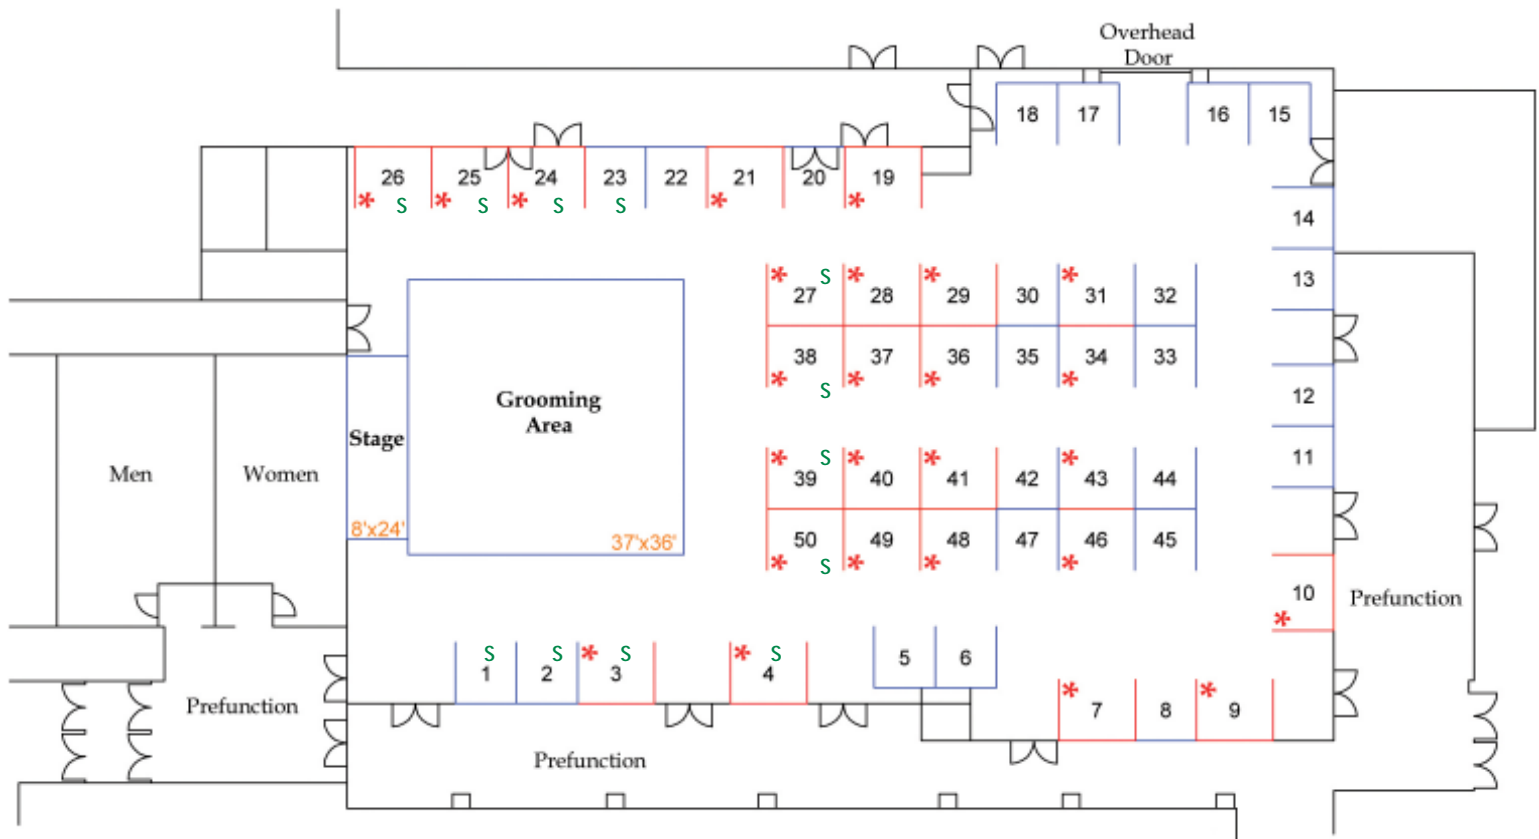 Overhead
Door
18 17 16 15
26 25 24 23 22 21 20 19
* S * S * S S * *
14
* S * * *
27 28 29 30 31 32
13
38 37 36 35 34 33
* S * * *
Grooming
Area
12
Stage
* S * * *
11
Men Women
39 40 41 42 43 44
8'x24' 37'x36'
50 49 48 47 46 45
* S * * *
10
*
Prefunction
S S * S * S
1 2 3 4
5 6
* *
7 8 9
Prefunction
Prefunction